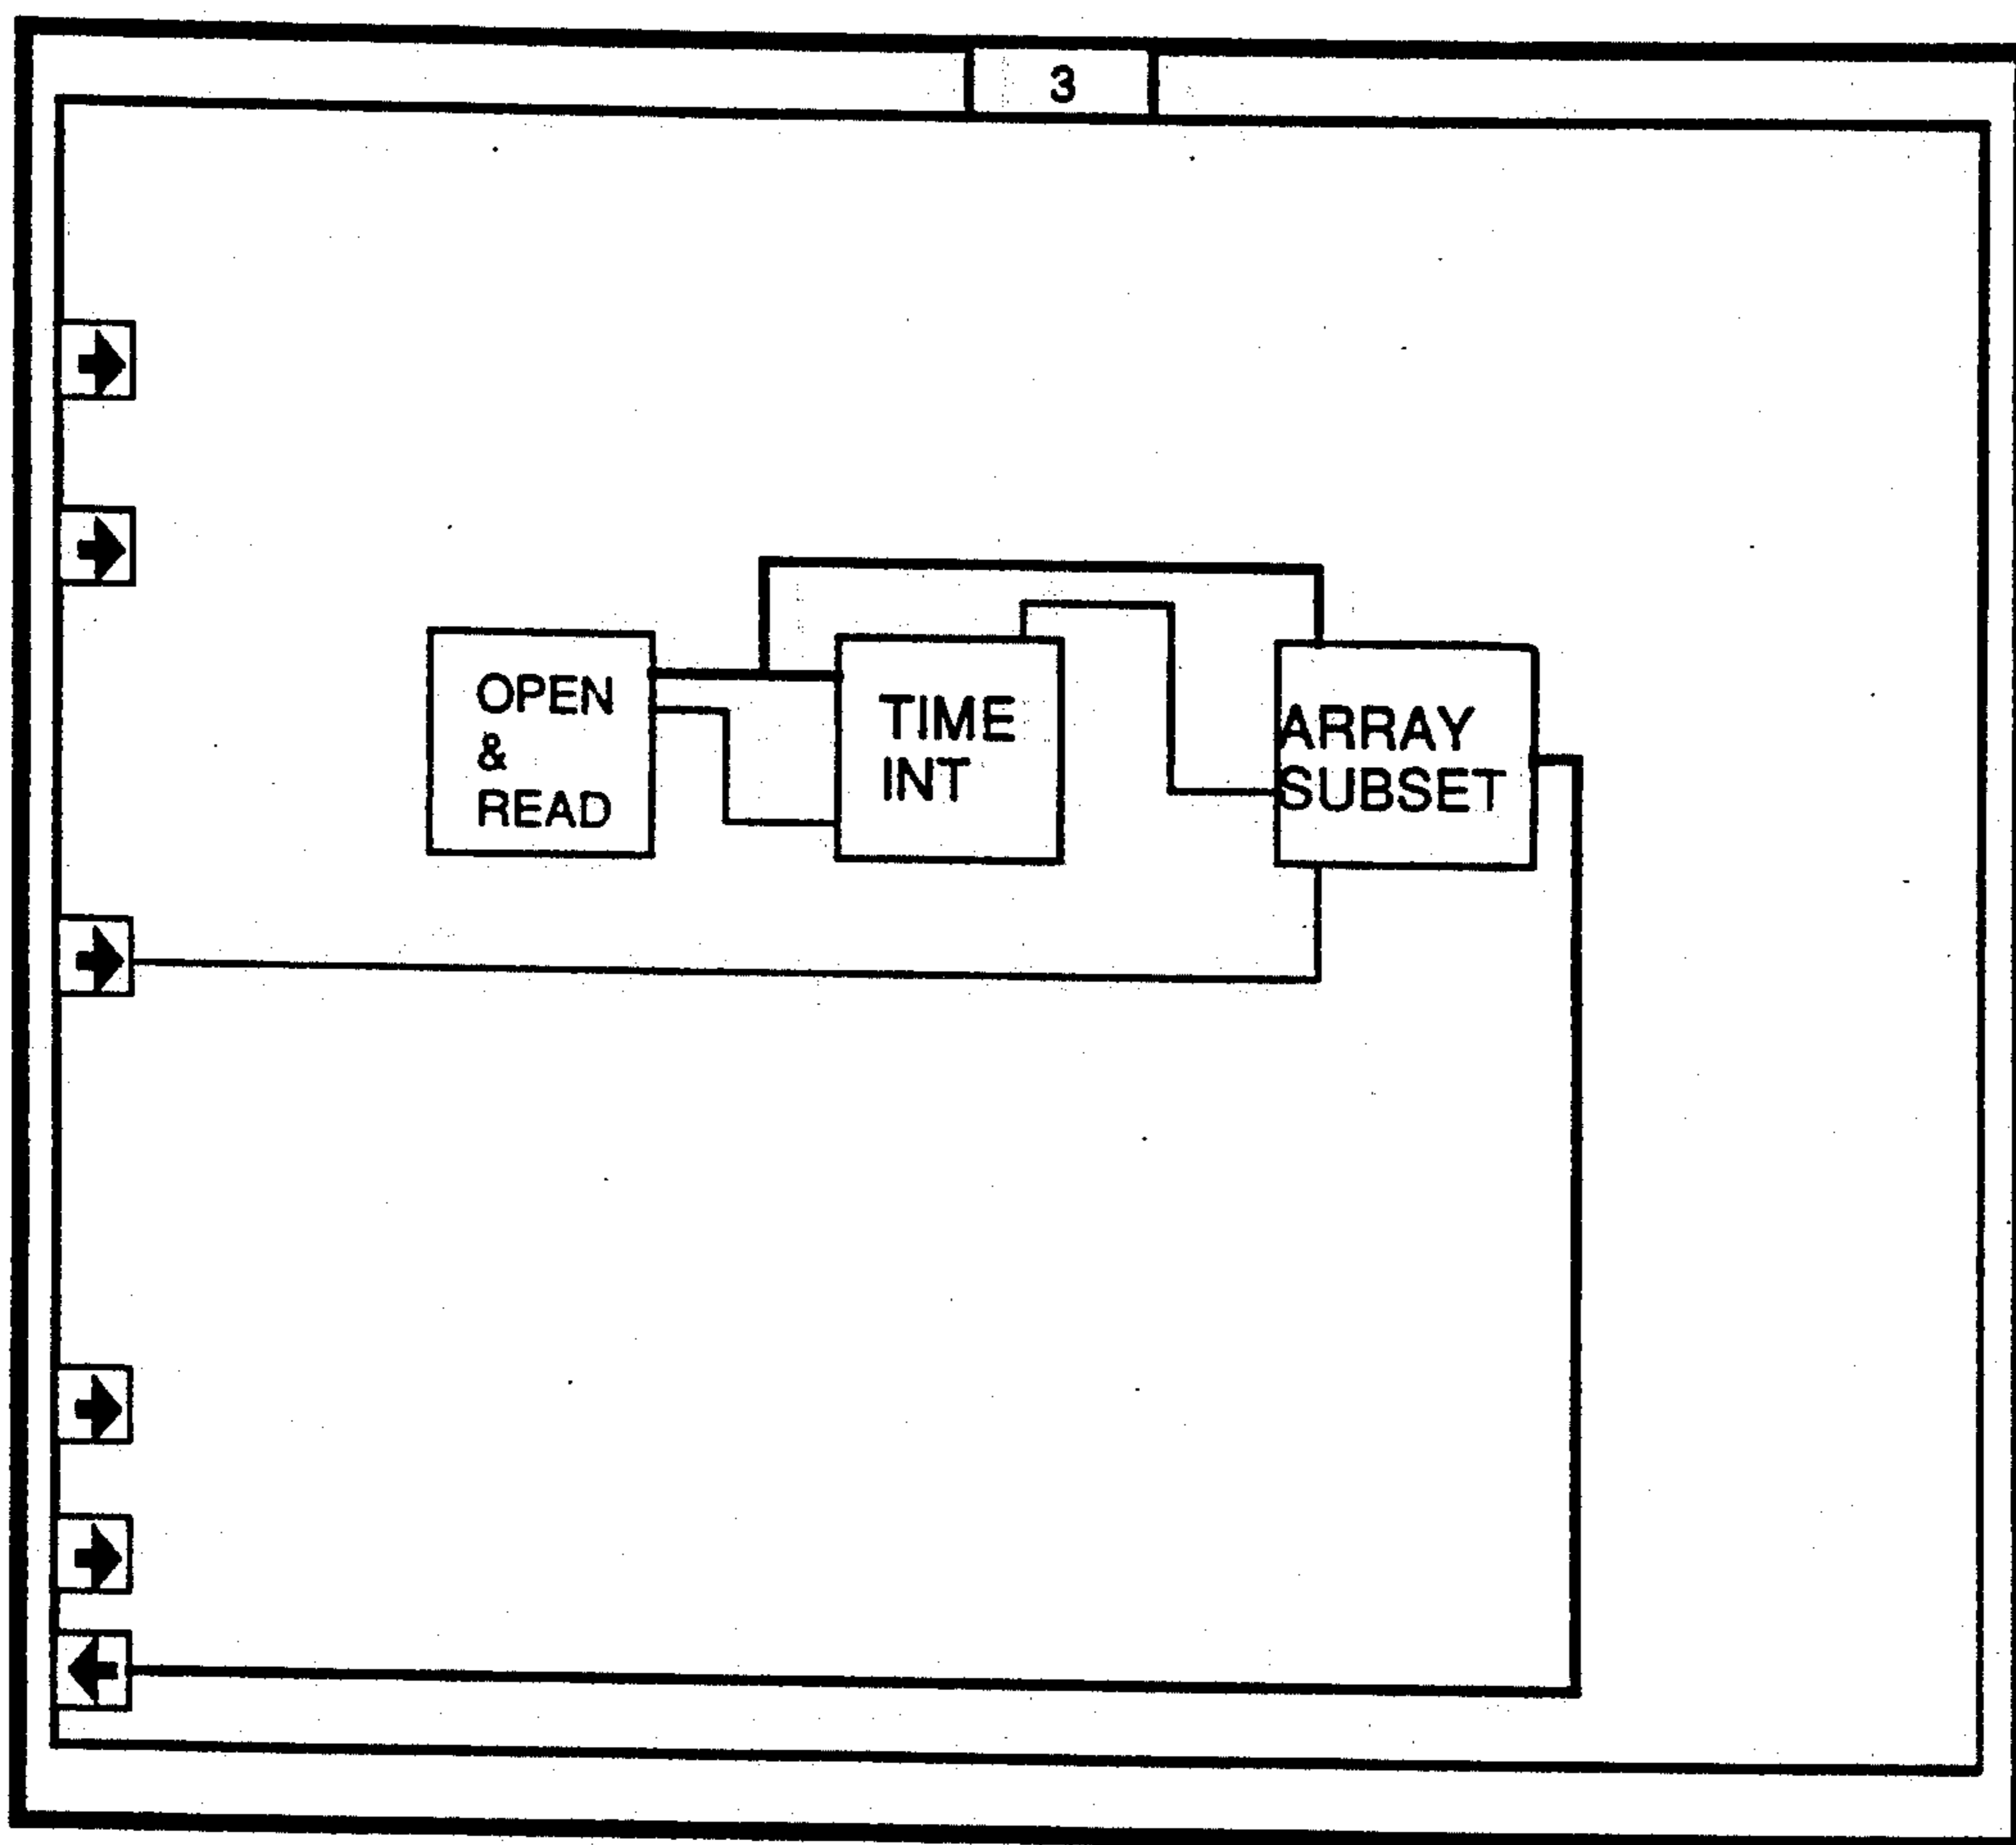 3
OPEN
&
READ
TIME
INT
ARRAY
SUBSET